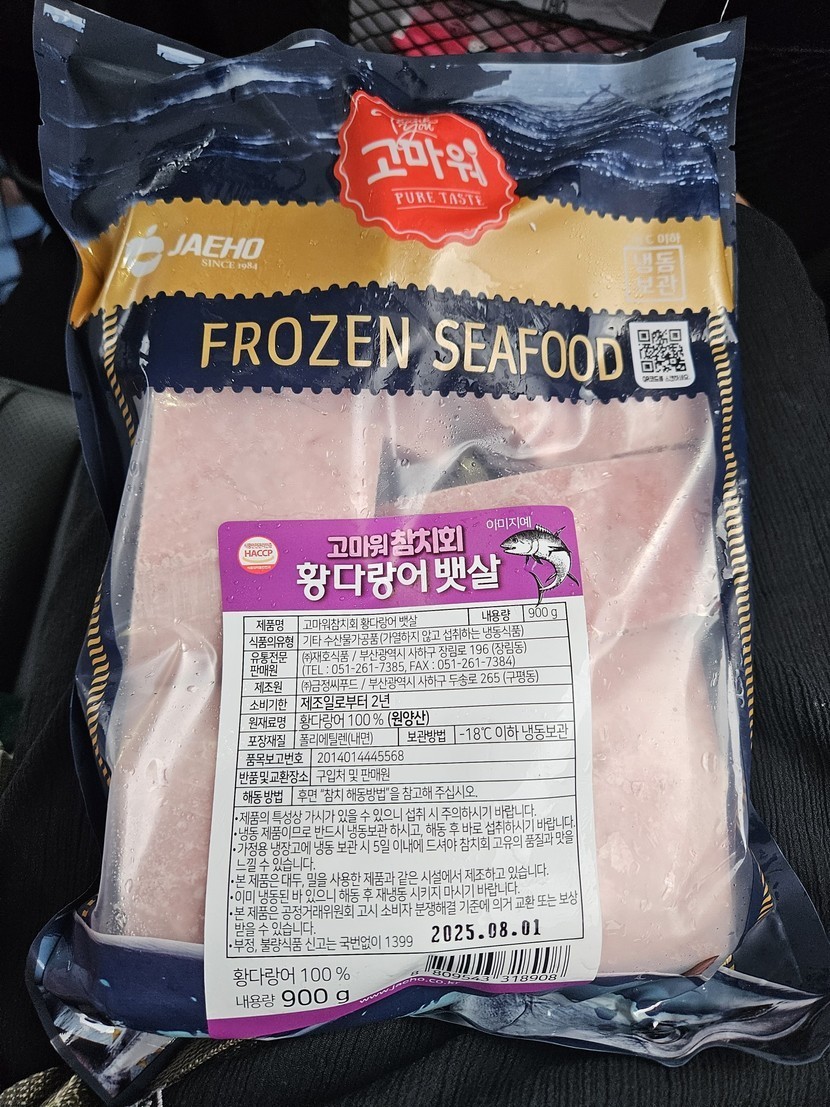 Thank You
고마워
PURE TASTE
JAEHO
SINCE 1984
℃ 이하
냉동
보관
FROZEN SEAFOOD
이미지예
HACCP
고마워참치회
황다랑어 뱃살
제품명 고마워참치회 황다랑어 뱃살 내용량 900 g
식품의유형 기타 수산물가공품(가열하지 않고 섭취하는 냉동식품)
유통전문판매원 ㈜재호식품 / 부산광역시 사하구 장림로 196 (장림동)
(TEL : 051-261-7385, FAX : 051-261-7384)
제조원 ㈜금정씨푸드 / 부산광역시 사하구 두송로 265 (구평동)
소비기한 제조일로부터 2년
원재료명 황다랑어 100 % (원양산)
포장재질 폴리에틸렌(내면) 보관방법 -18℃ 이하 냉동보관
품목보고번호 2014014445568
반품및교환장소 구입처 및 판매원
해동 방법 후면 “참치 해동방법”을 참고해 주십시오.
•제품의 특성상 가시가 있을 수 있으니 섭취 시 주의하시기 바랍니다.
•냉동 제품이므로 반드시 냉동보관 하시고, 해동 후 바로 섭취하시기 바랍니다.
•가정용 냉장고에 냉동 보관 시 5일 이내에 드셔야 참치회 고유의 품질과 맛을
느낄 수 있습니다.
•본 제품은 대두, 밀을 사용한 제품과 같은 시설에서 제조하고 있습니다.
•이미 냉동된 바 있으니 해동 후 재냉동 시키지 마시기 바랍니다.
•본 제품은 공정거래위원회 고시 소비자 분쟁해결 기준에 의거 교환 또는 보상
받을 수 있습니다.
•부정, 불량식품 신고는 국번없이 1399
2025.08.01
황다랑어 100 %
내용량 900 g
8 809543 318908
www.jaeho.co.kr